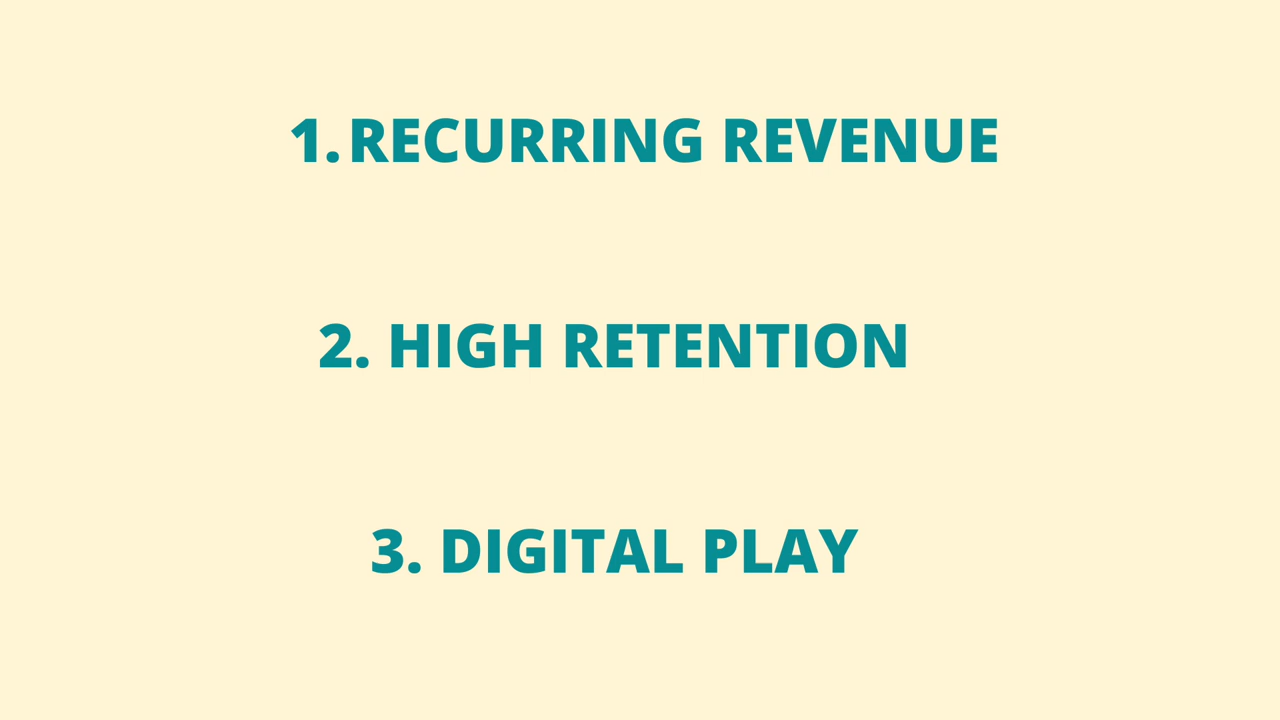 1. RECURRING REVENUE
2. HIGH RETENTION
3. DIGITAL PLAY